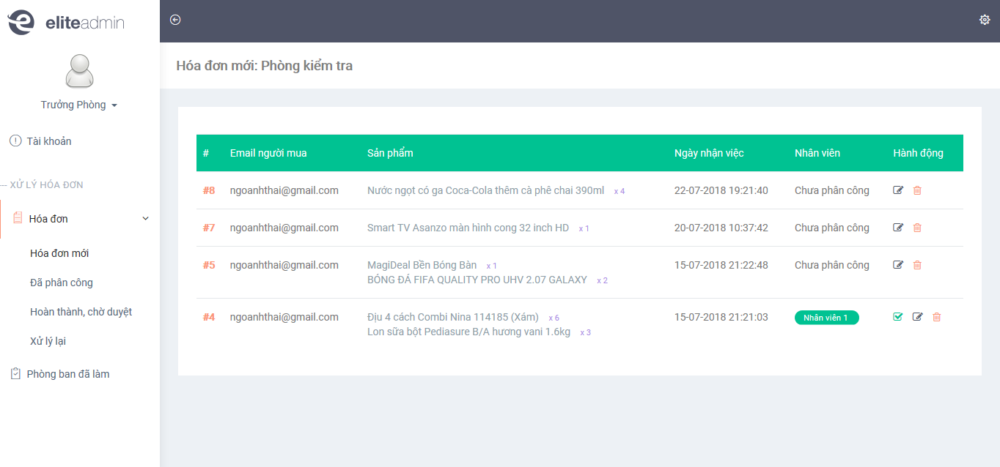 eliteadmin
Hóa đơn mới: Phòng kiểm tra
Trưởng Phòng
Tài khoản
--- XỬ LÝ HÓA ĐƠN
Hóa đơn
Hóa đơn mới
Đã phân công
Hoàn thành, chờ duyệt
Xử lý lại
Phòng ban đã làm
# Email người mua Sản phẩm Ngày nhận việc Nhân viên Hành động
#8 ngoanhthai@gmail.com Nước ngọt có ga Coca-Cola thêm cà phê chai 390ml x 4 22-07-2018 19:21:40 Chưa phân công
#7 ngoanhthai@gmail.com Smart TV Asanzo màn hình cong 32 inch HD x 1 20-07-2018 10:37:42 Chưa phân công
#5 ngoanhthai@gmail.com MagiDeal Bền Bóng Bàn x 1 15-07-2018 21:22:48 Chưa phân công
BÓNG ĐÁ FIFA QUALITY PRO UHV 2.07 GALAXY x 2
#4 ngoanhthai@gmail.com Địu 4 cách Combi Nina 114185 (Xám) x 6 15-07-2018 21:21:03 Nhân viên 1
Lon sữa bột Pediasure B/A hương vani 1.6kg x 3